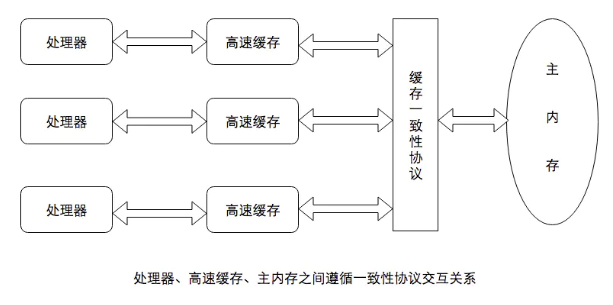 处理器
高速缓存
处理器
高速缓存
处理器
高速缓存
缓存一致性协议
主内存
处理器、高速缓存、主内存之间遵循一致性协议交互关系